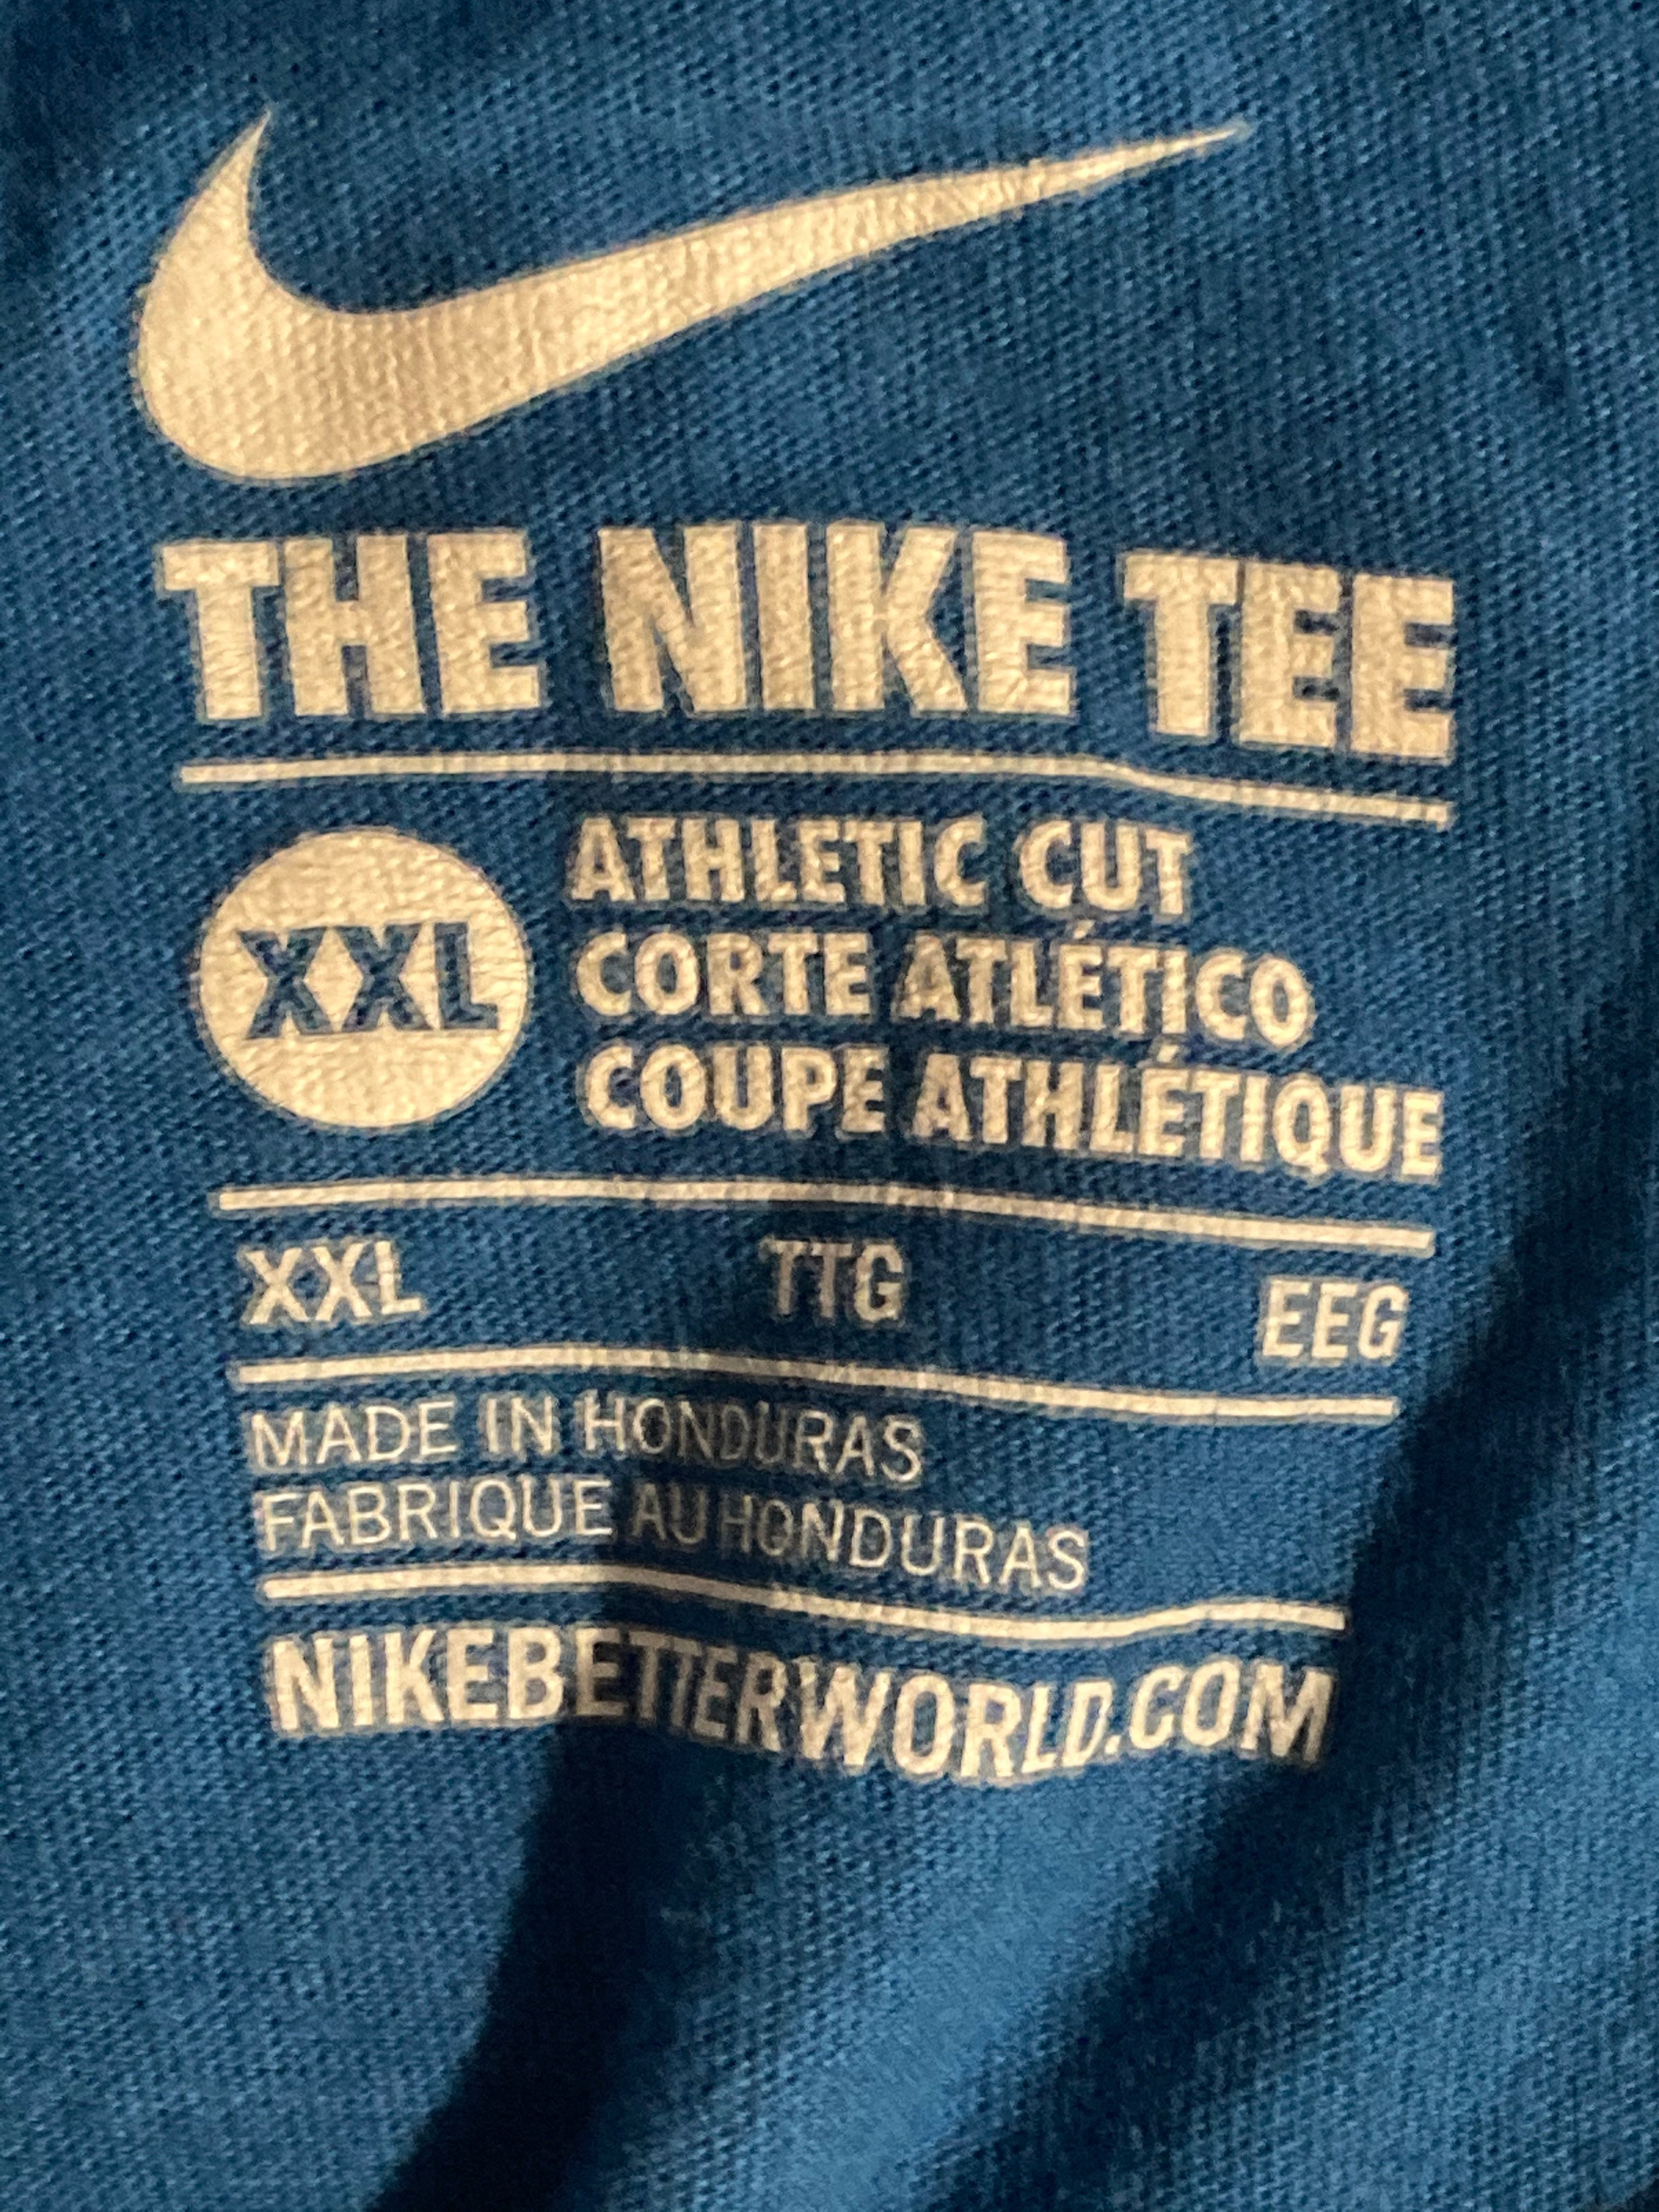 THE NIKE TEE
XXL
ATHLETIC CUT
CORTE ATLÉTICO
COUPE ATHLÉTIQUE
XXL TTG EEG
MADE IN HONDURAS
FABRIQUE AU HONDURAS
NIKEBETTERWORLD.COM